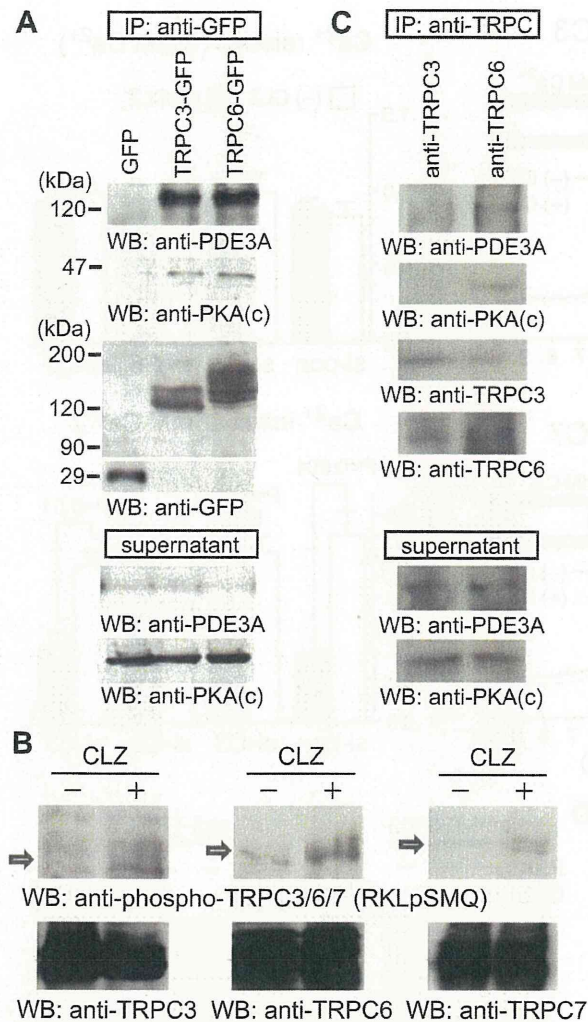 A
IP: anti-GFP
GFP
TRPC3-GFP
TRPC6-GFP
(kDa)
120
WB: anti-PDE3A
47
WB: anti-PKA(c)
(kDa)
200
120
90
29
WB: anti-GFP
supernatant
WB: anti-PDE3A
WB: anti-PKA(c)
C
IP: anti-TRPC
anti-TRPC3
anti-TRPC6
WB: anti-PDE3A
WB: anti-PKA(c)
WB: anti-TRPC3
WB: anti-TRPC6
supernatant
WB: anti-PDE3A
WB: anti-PKA(c)
B
CLZ CLZ CLZ
− + − + − +
WB: anti-phospho-TRPC3/6/7 (RKLpSMQ)
WB: anti-TRPC3 WB: anti-TRPC6 WB: anti-TRPC7